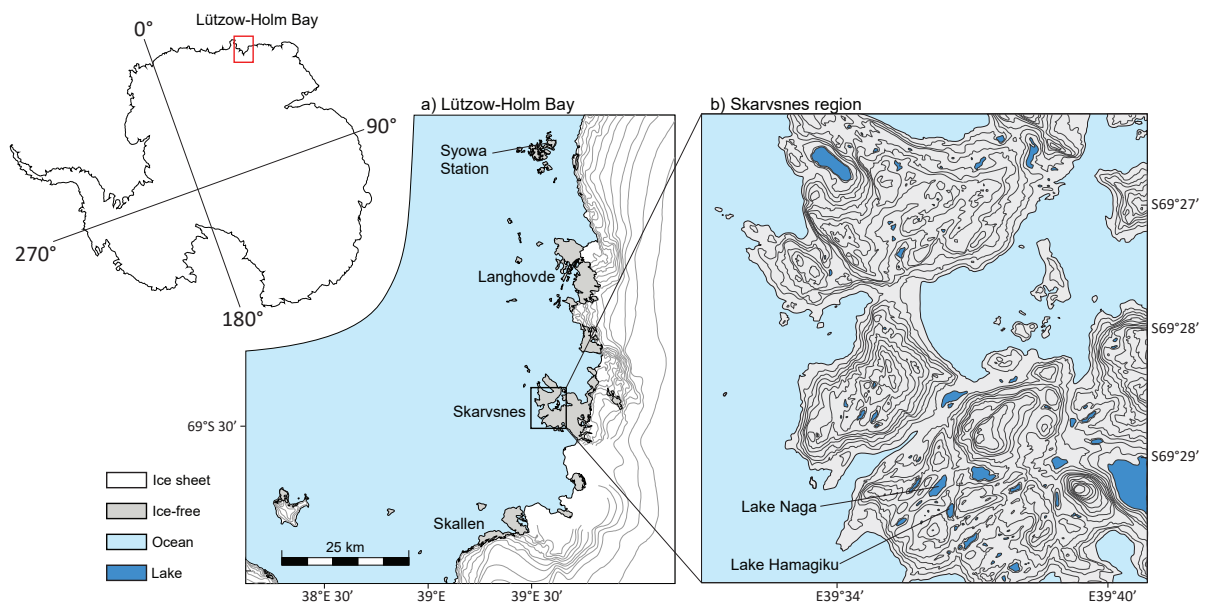 Lützow-Holm Bay
0°
90°
270°
180°
a) Lützow-Holm Bay
Syowa
Station
Langhovde
Skarvsnes
69°S 30′
Skallen
25 km
38°E 30′
39°E
39°E 30′
Ice sheet
Ice-free
Ocean
Lake
b) Skarvsnes region
S69°27′
S69°28′
S69°29′
Lake Naga
Lake Hamagiku
E39°34′
E39°40′